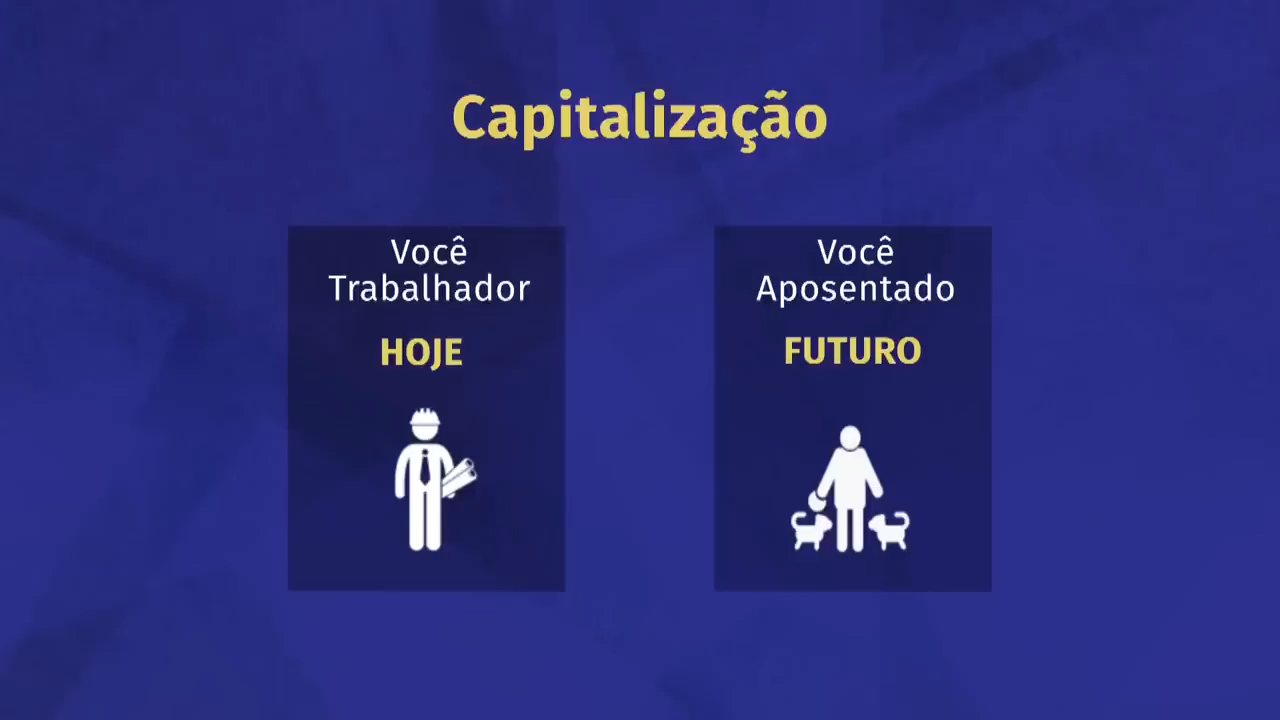 Capitalização
Você
Trabalhador
HOJE
Você
Aposentado
FUTURO